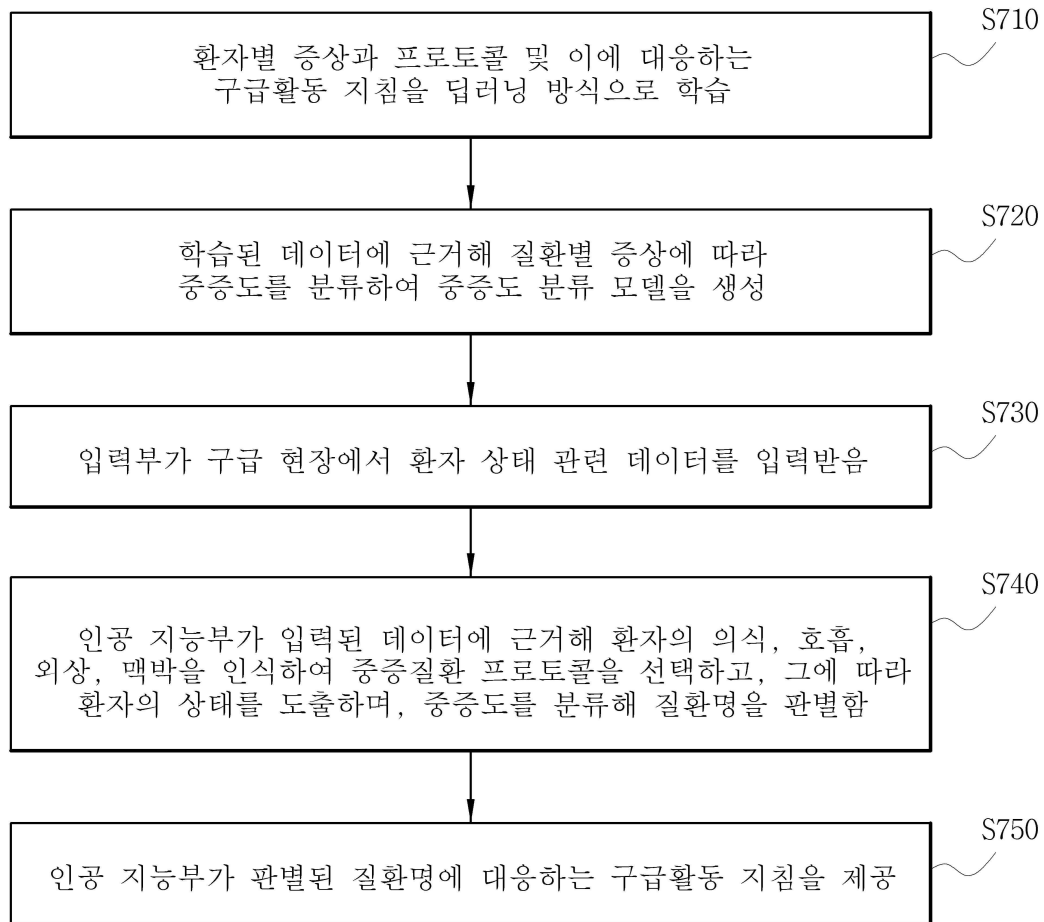 S710
환자별 증상과 프로토콜 및 이에 대응하는
구급활동 지침을 딥러닝 방식으로 학습
S720
학습된 데이터에 근거해 질환별 증상에 따라
중증도를 분류하여 중증도 분류 모델을 생성
S730
입력부가 구급 현장에서 환자 상태 관련 데이터를 입력받음
S740
인공 지능부가 입력된 데이터에 근거해 환자의 의식, 호흡,
외상, 맥박을 인식하여 중증질환 프로토콜을 선택하고, 그에 따라
환자의 상태를 도출하며, 중증도를 분류해 질환명을 판별함
S750
인공 지능부가 판별된 질환명에 대응하는 구급활동 지침을 제공